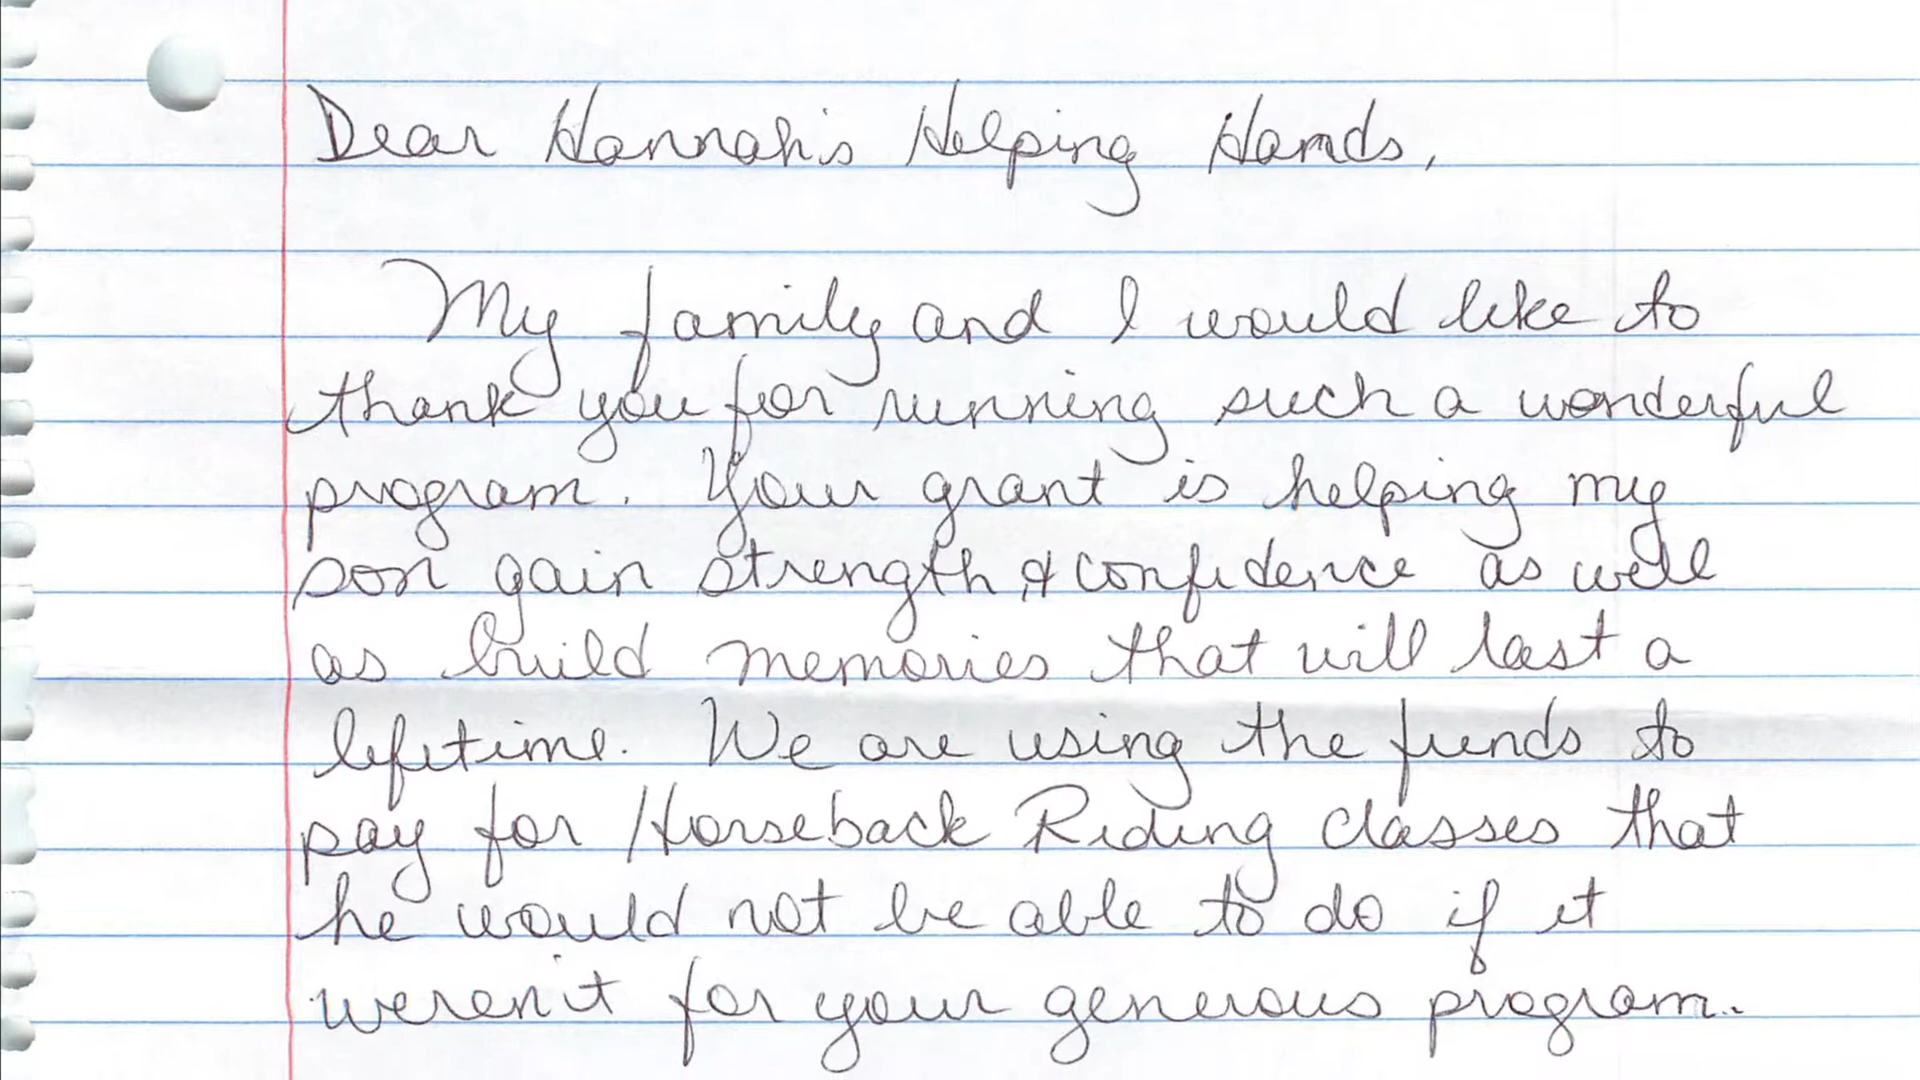 Dear Hannah's Helping Hands,
My family and I would like to
thank you for running such a wonderful
program. Your grant is helping my
son gain strength & confidence as well
as build memories that will last a
lifetime. We are using the funds to
pay for Horseback Riding classes that
he would not be able to do if it
weren't for your generous program.